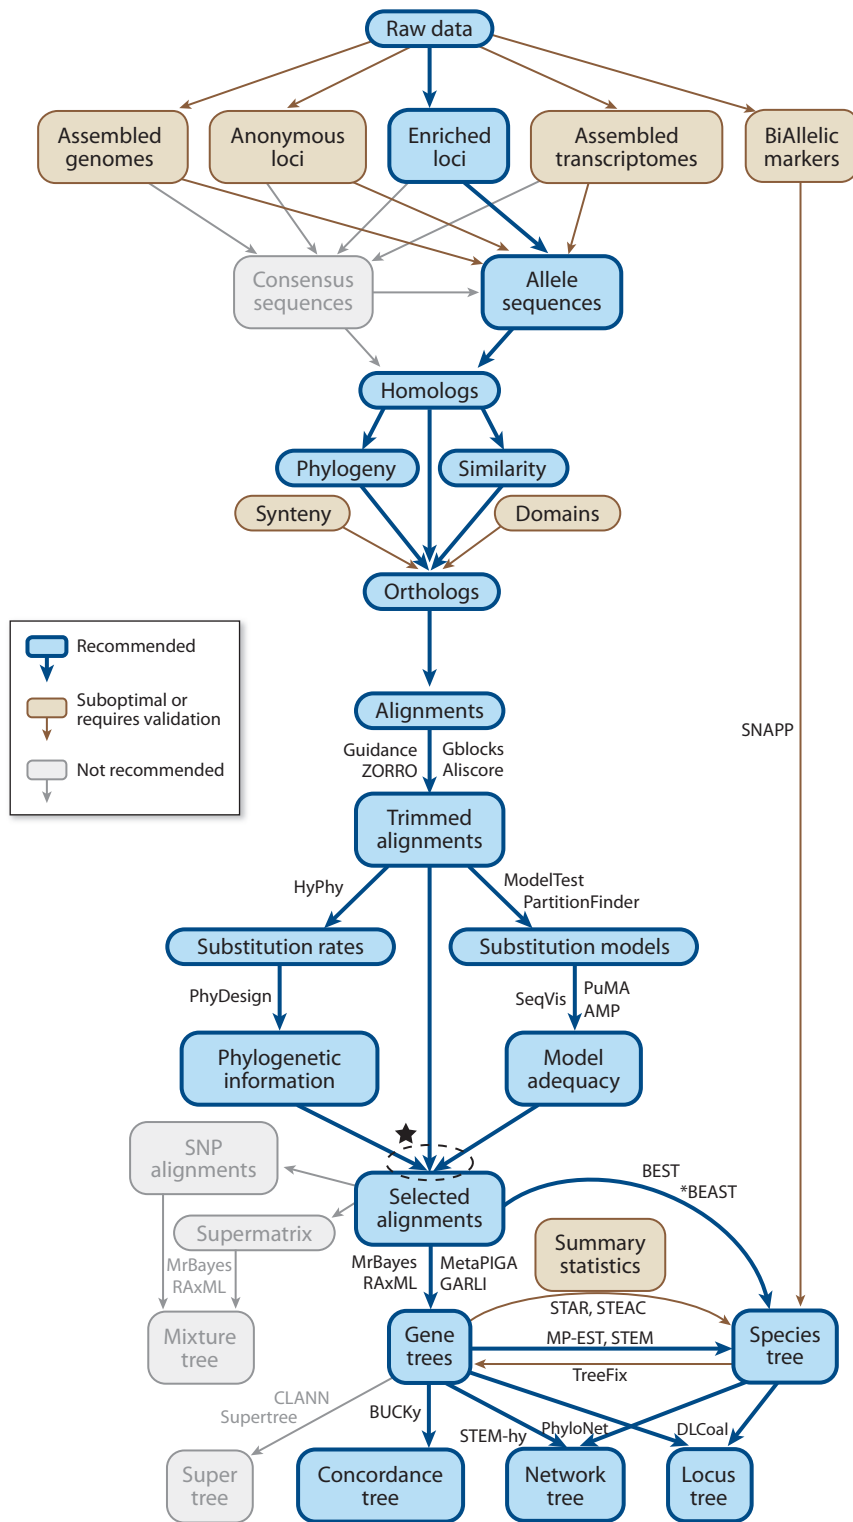 Raw data
Assembled
genomes
Anonymous
loci
Enriched
loci
Assembled
transcriptomes
BiAllelic
markers
Consensus
sequences
Allele
sequences
Homologs
Phylogeny
Similarity
Synteny
Domains
Orthologs
Recommended
Suboptimal or
requires validation
Not recommended
Alignments
SNAPP
Guidance
ZORRO
Gblocks
Aliscore
Trimmed
alignments
HyPhy
ModelTest
PartitionFinder
Substitution rates
Substitution models
PhyDesign
SeqVis
PuMA
AMP
Phylogenetic
information
Model
adequacy
SNP
alignments
Selected
alignments
BEST
*BEAST
Supermatrix
MrBayes
RAxML
MrBayes
RAxML
MetaPIGA
GARLI
Summary
statistics
STAR, STEAC
Mixture
tree
Gene
trees
MP-EST, STEM
Species
tree
TreeFix
CLANN
Supertree
BUCKy
STEM-hy
PhyloNet
DLCoal
Super
tree
Concordance
tree
Network
tree
Locus
tree